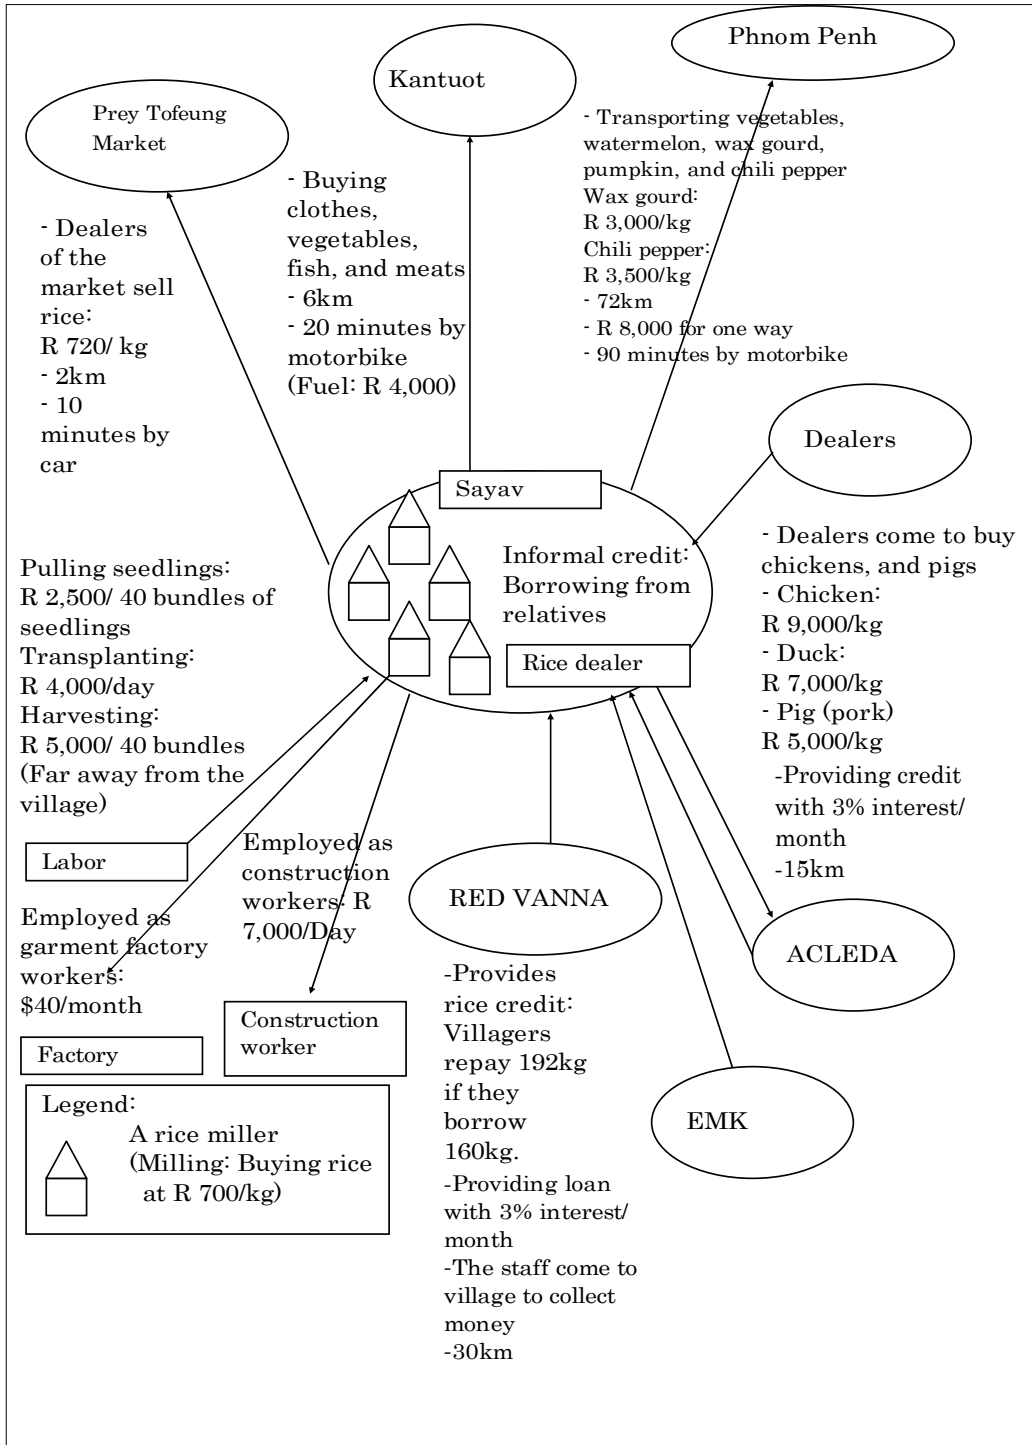 Phnom Penh
Kantuot
Prey Tofeung
Market
- Transporting vegetables,
watermelon, wax gourd,
pumpkin, and chili pepper
Wax gourd:
R 3,000/kg
Chili pepper:
R 3,500/kg
- 72km
- R 8,000 for one way
- 90 minutes by motorbike
- Buying
clothes,
vegetables,
fish, and meats
- 6km
- 20 minutes by
motorbike
(Fuel: R 4,000)
- Dealers
of the
market sell
rice:
R 720/ kg
- 2km
- 10
minutes by
car
Dealers
Sayav
Informal credit:
Borrowing from
relatives
Rice dealer
- Dealers come to buy
chickens, and pigs
- Chicken:
R 9,000/kg
- Duck:
R 7,000/kg
- Pig (pork)
R 5,000/kg
-Providing credit
with 3% interest/
month
-15km
Pulling seedlings:
R 2,500/ 40 bundles of
seedlings
Transplanting:
R 4,000/day
Harvesting:
R 5,000/ 40 bundles
(Far away from the
village)
Labor
Employed as
construction
workers: R
7,000/Day
RED VANNA
ACLEDA
Employed as
garment factory
workers:
$40/month
Factory
Construction
worker
-Provides
rice credit:
Villagers
repay 192kg
if they
borrow
160kg.
-Providing loan
with 3% interest/
month
-The staff come to
village to collect
money
-30km
EMK
Legend:
A rice miller
(Milling: Buying rice
at R 700/kg)